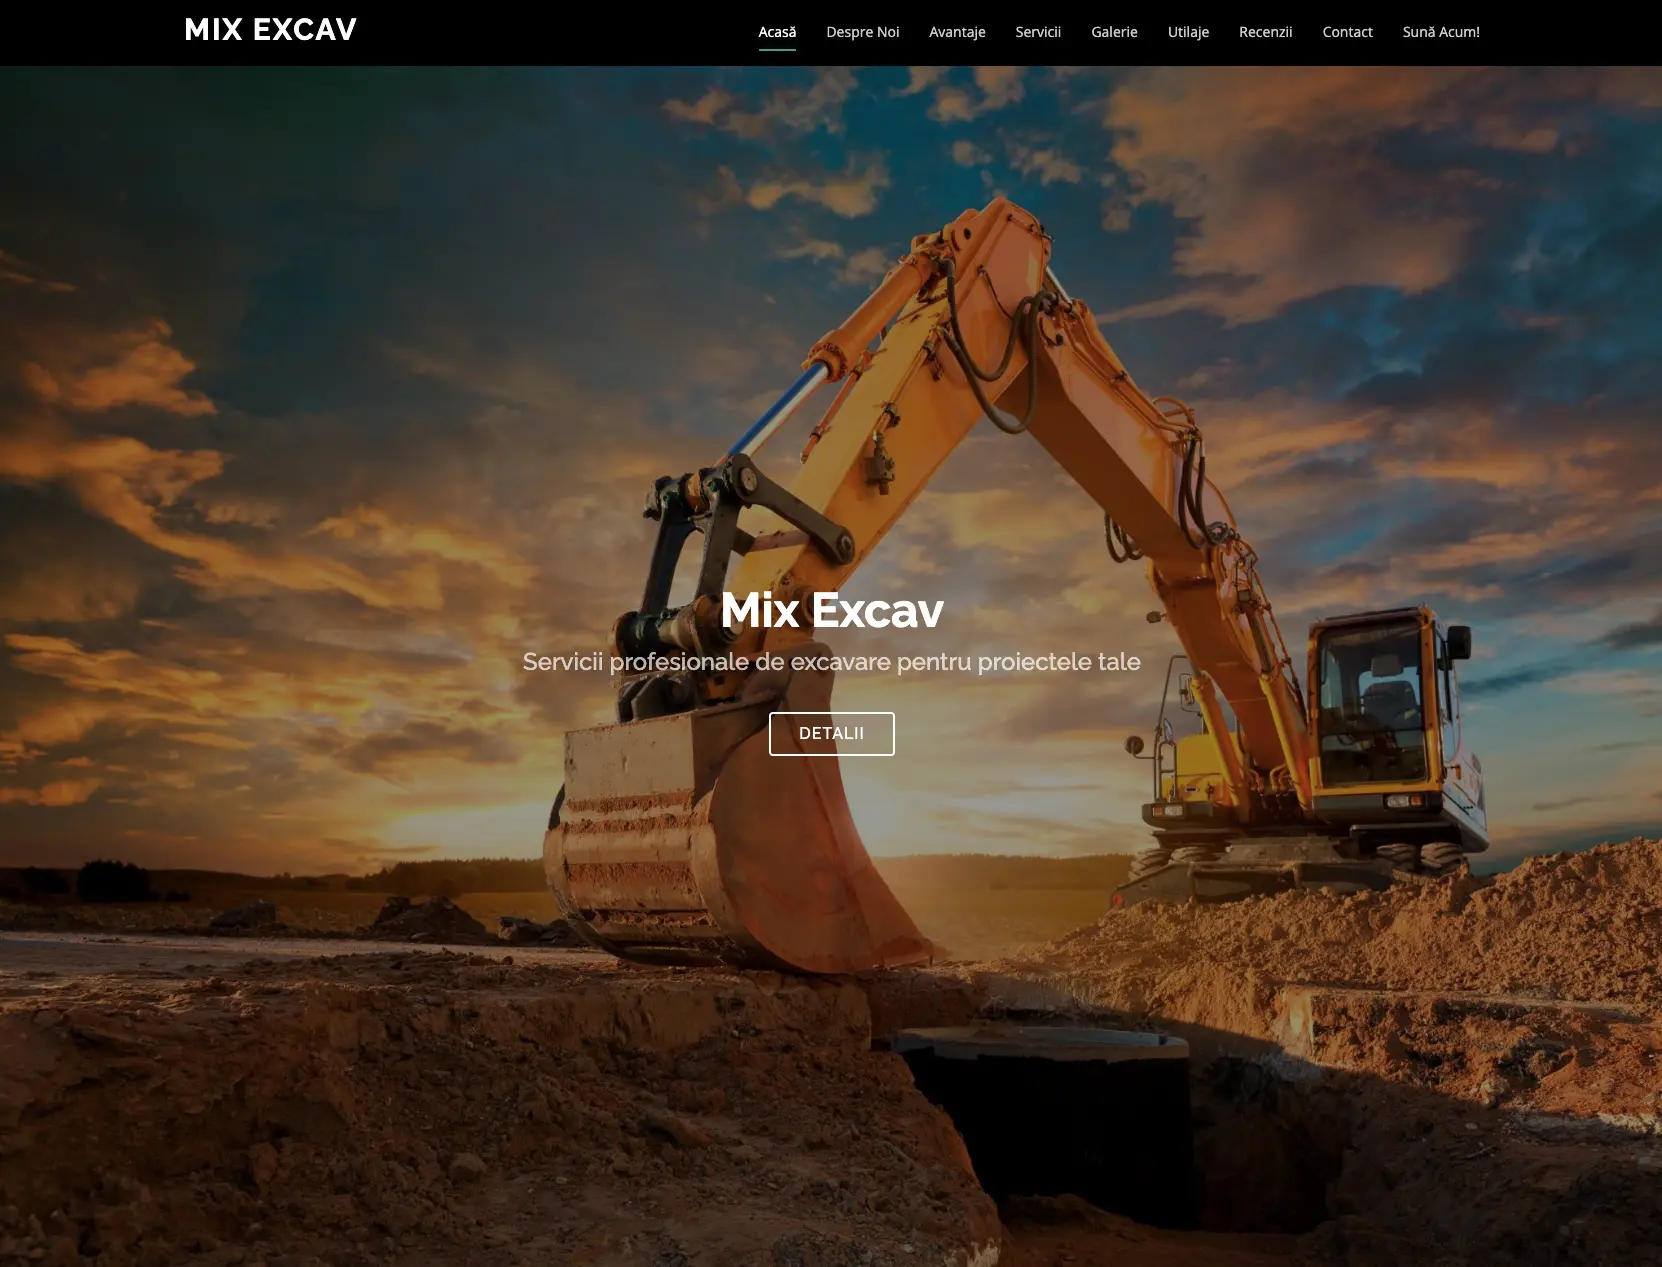 MIX EXCAV
Acasă Despre Noi Avantaje Servicii Galerie Utilaje Recenzii Contact Sună Acum!
Mix Excav
Servicii profesionale de excavare pentru proiectele tale
DETALII